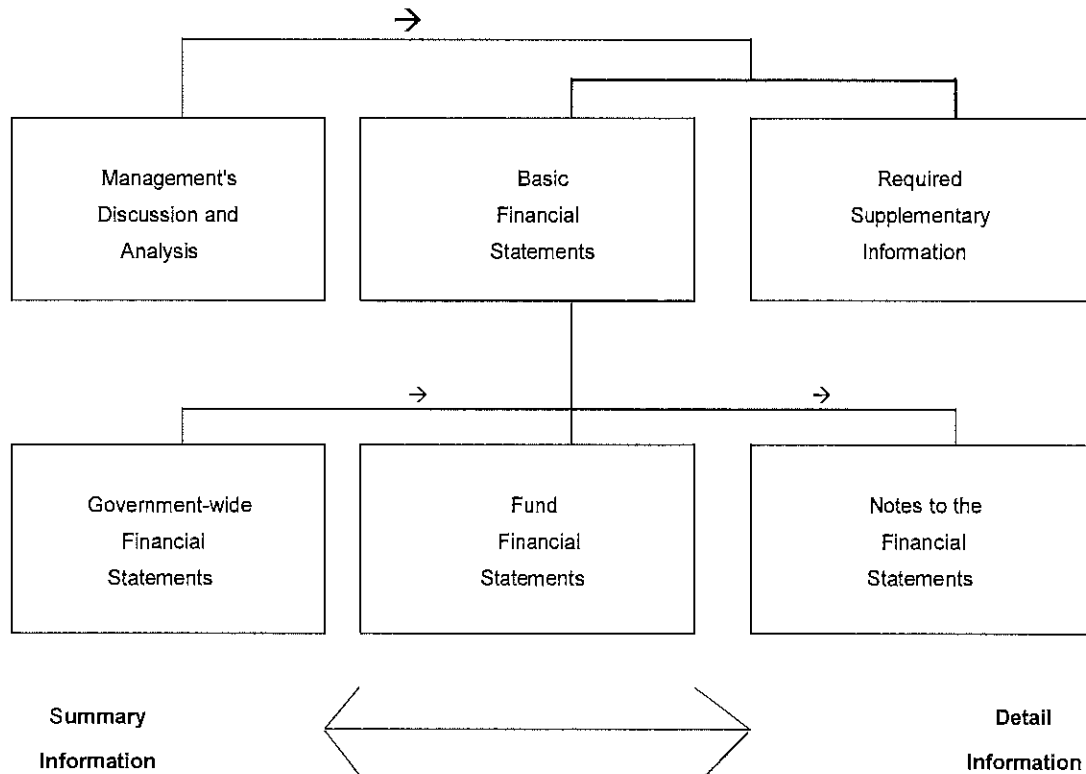 →
Management's
Discussion and
Analysis
Basic
Financial
Statements
Required
Supplementary
Information
→
→
Government-wide
Financial
Statements
Fund
Financial
Statements
Notes to the
Financial
Statements
Summary
Information
Detail
Information